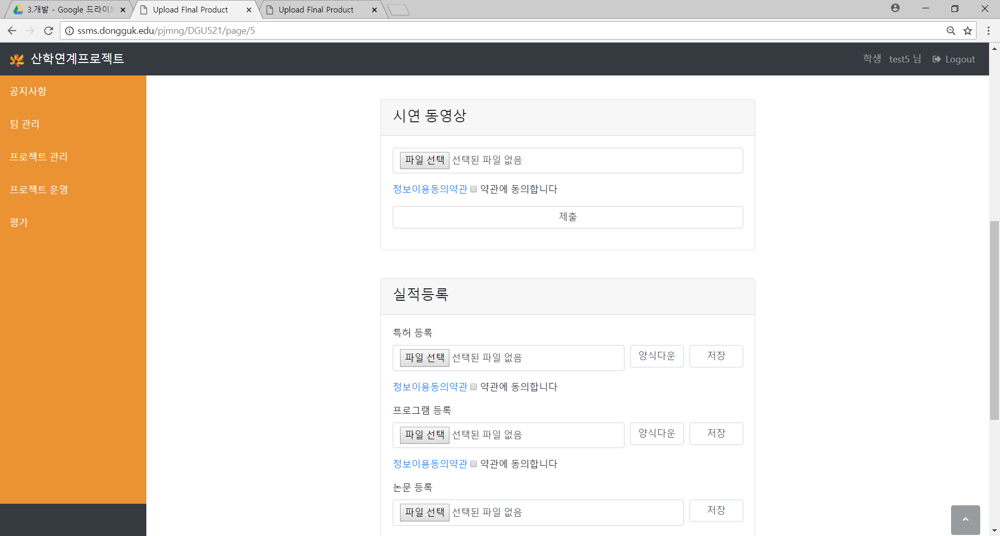 3.개발 - Google 드라이브
Upload Final Product
Upload Final Product
ssms.dongguk.edu/pjmng/DGU521/page/5
산학연계프로젝트
학생 test5 님 Logout
공지사항
팀 관리
프로젝트 관리
프로젝트 운영
평가
시연 동영상
파일 선택 선택된 파일 없음
정보이용동의약관 약관에 동의합니다
제출
실적등록
특허 등록
파일 선택 선택된 파일 없음 양식다운 저장
정보이용동의약관 약관에 동의합니다
프로그램 등록
파일 선택 선택된 파일 없음 양식다운 저장
정보이용동의약관 약관에 동의합니다
논문 등록
파일 선택 선택된 파일 없음 저장